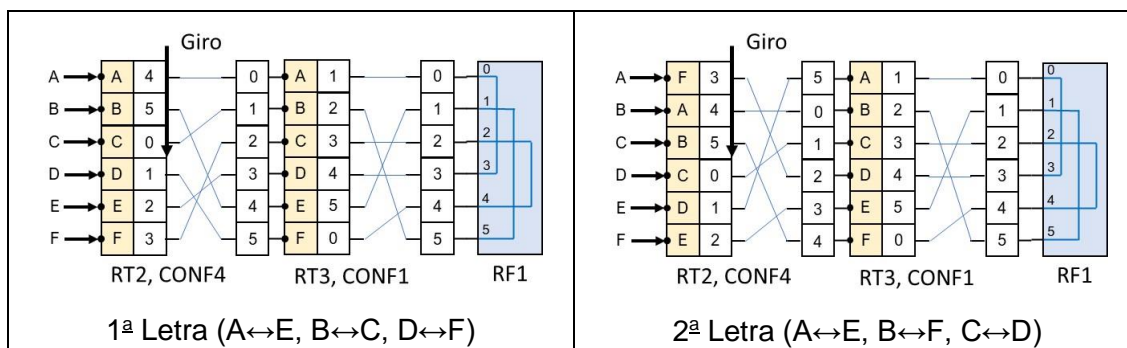 Giro
A A 4 0 A 1 0 0
B B 5 1 B 2 1 1
C C 0 2 C 3 2 2
D D 1 3 D 4 3 3
E E 2 4 E 5 4 4
F F 3 5 F 0 5 5
RT2, CONF4 RT3, CONF1 RF1
1ª Letra (A↔E, B↔C, D↔F)
Giro
A F 3 5 A 1 0 0
B A 4 0 B 2 1 1
C B 5 1 C 3 2 2
D C 0 2 D 4 3 3
E D 1 3 E 5 4 4
F E 2 4 F 0 5 5
RT2, CONF4 RT3, CONF1 RF1
2ª Letra (A↔E, B↔F, C↔D)